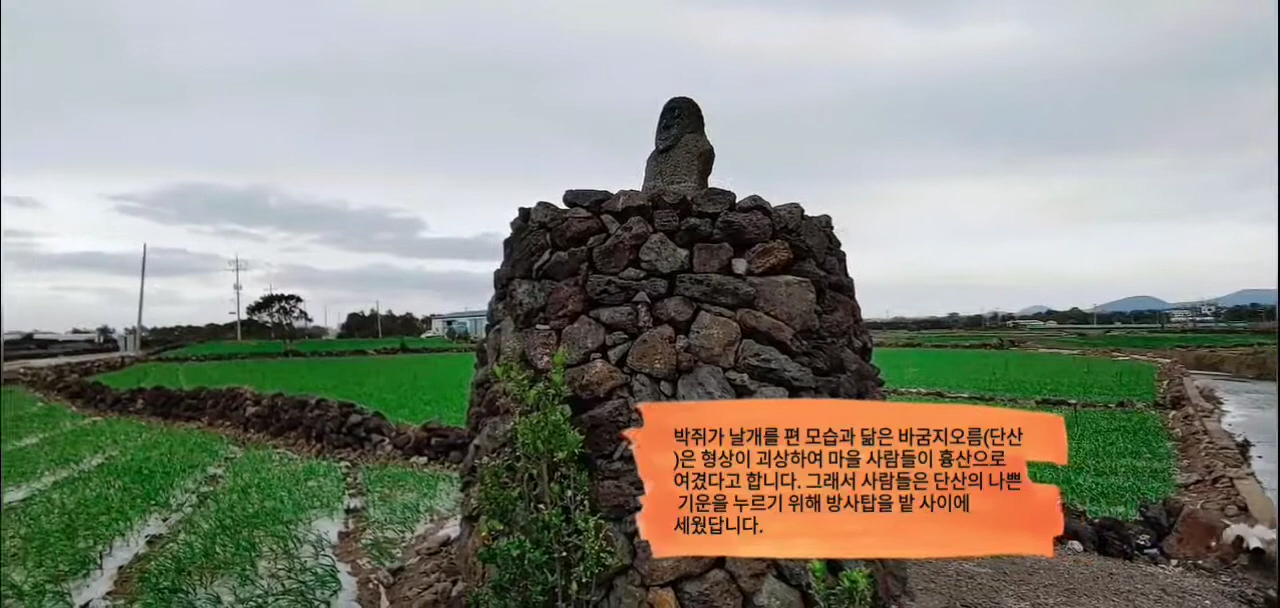 박쥐가 날개를 편 모습과 닮은 바굼지오름(단산
)은 형상이 괴상하여 마을 사람들이 흉산으로
여겼다고 합니다. 그래서 사람들은 단산의 나쁜
기운을 누르기 위해 방사탑을 밭 사이에
세웠답니다.